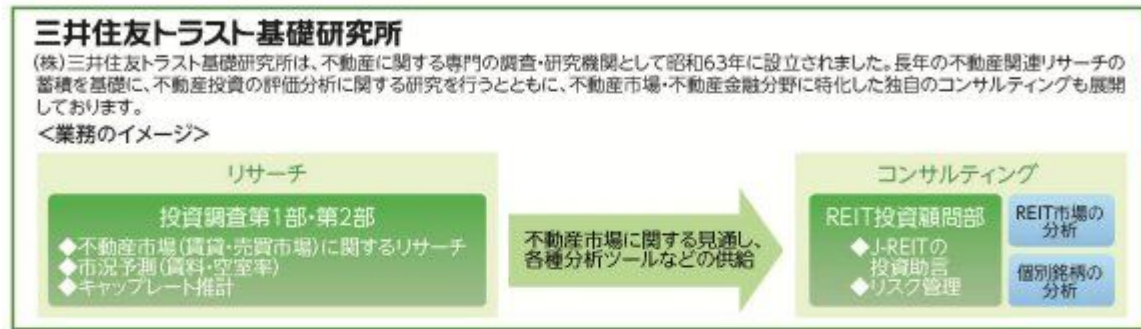 三井住友トラスト基礎研究所
(株)三井住友トラスト基礎研究所は、不動産に関する専門の調査・研究機関として昭和63年に設立されました。長年の不動産関連リサーチの
蓄積を基礎に、不動産投資の評価分析に関する研究を行うとともに、不動産市場・不動産金融分野に特化した独自のコンサルティングも展開
しております。
<業務のイメージ>
リサーチ
投資調査第1部・第2部
◆不動産市場(賃貸・売買市場)に関するリサーチ
◆市況予測(賃料・空室率)
◆キャップレート推計
不動産市場に関する見通し、
各種分析ツールなどの供給
コンサルティング
REIT投資顧問部
◆J-REITの
投資助言
◆リスク管理
REIT市場の
分析
個別銘柄の
分析